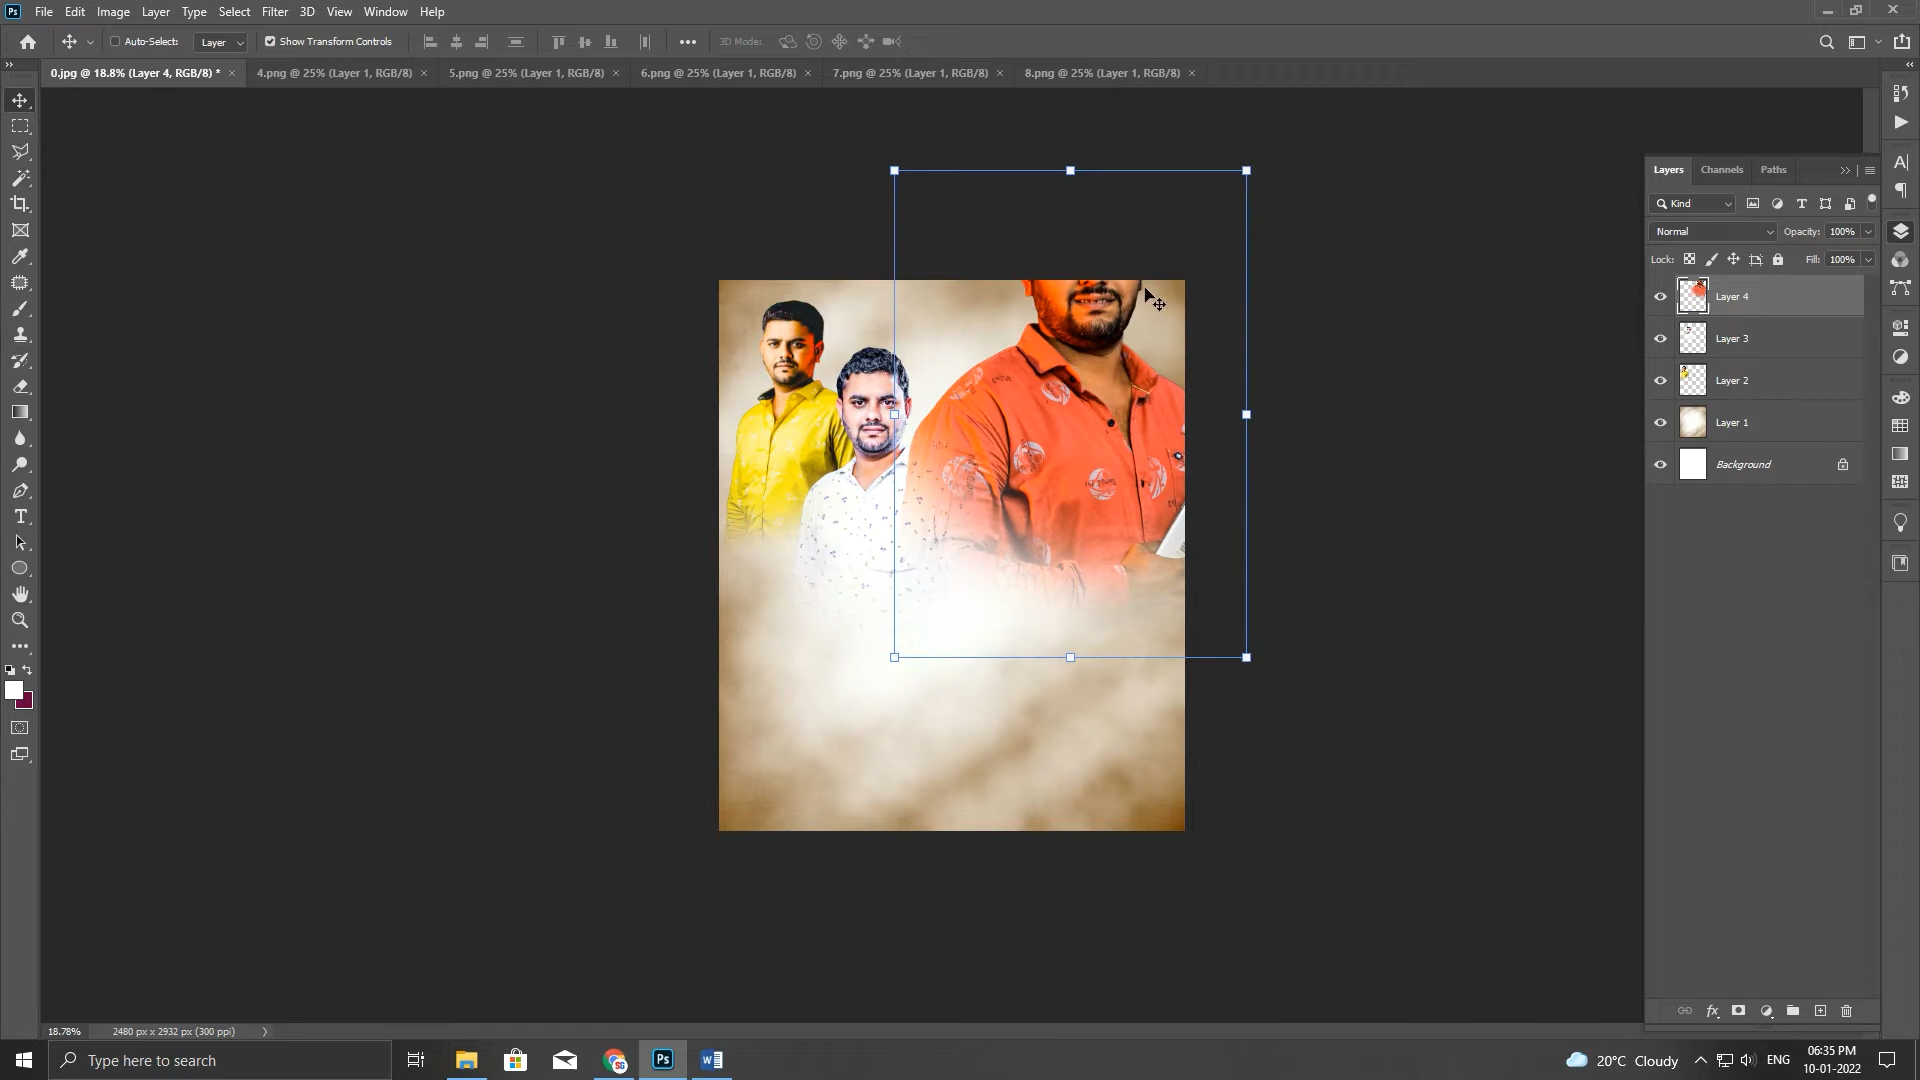 Ps File Edit Image Layer Type Select Filter 3D View Window Help
Auto-Select: Layer Show Transform Controls 3D Mode:
0.jpg @ 18.8% (Layer 4, RGB/8) * 4.png @ 25% (Layer 1, RGB/8) 5.png @ 25% (Layer 1, RGB/8) 6.png @ 25% (Layer 1, RGB/8) 7.png @ 25% (Layer 1, RGB/8) 8.png @ 25% (Layer 1, RGB/8)
Layers Channels Paths
Kind
Normal Opacity: 100%
Lock: Fill: 100%
Layer 4
Layer 3
Layer 2
Layer 1
Background
18.78% 2480 px x 2932 px (300 ppi)
Type here to search
Ps
20°C Cloudy
ENG
06:35 PM
10-01-2022